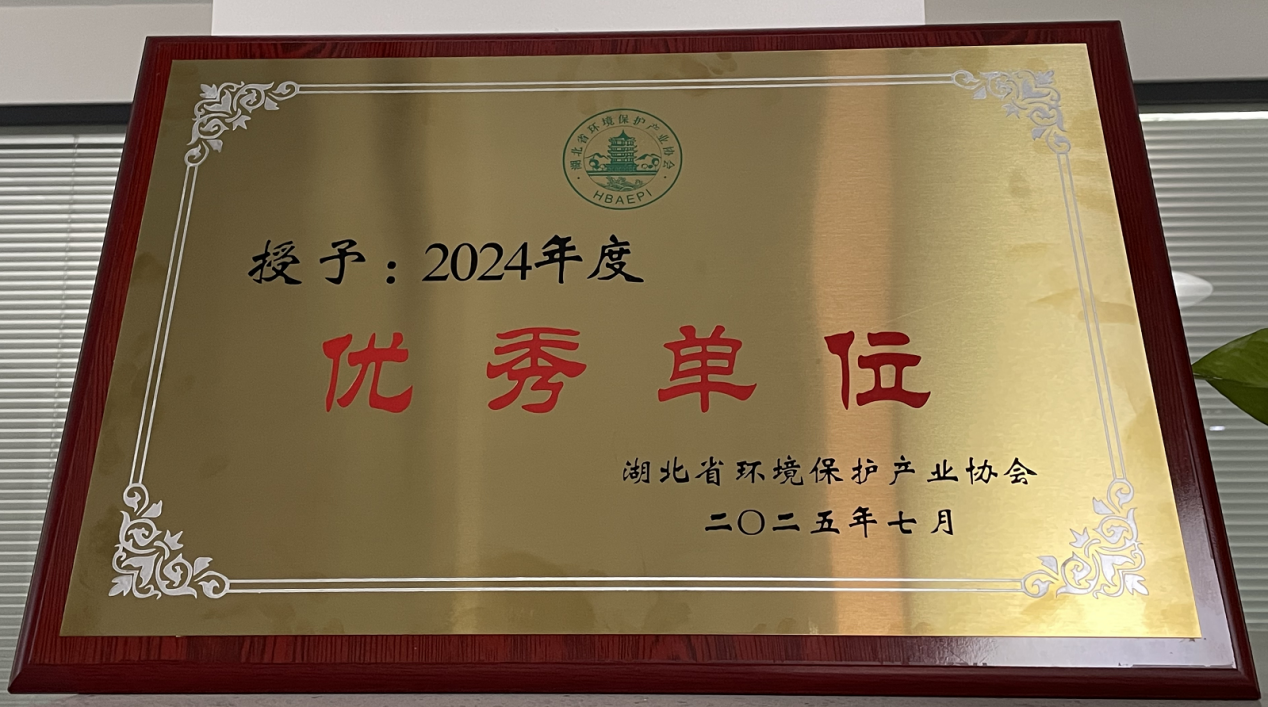 湖北省环境保护产业协会
HBAEPI
授予：2024年度
优秀单位
湖北省环境保护产业协会
二〇二五年七月